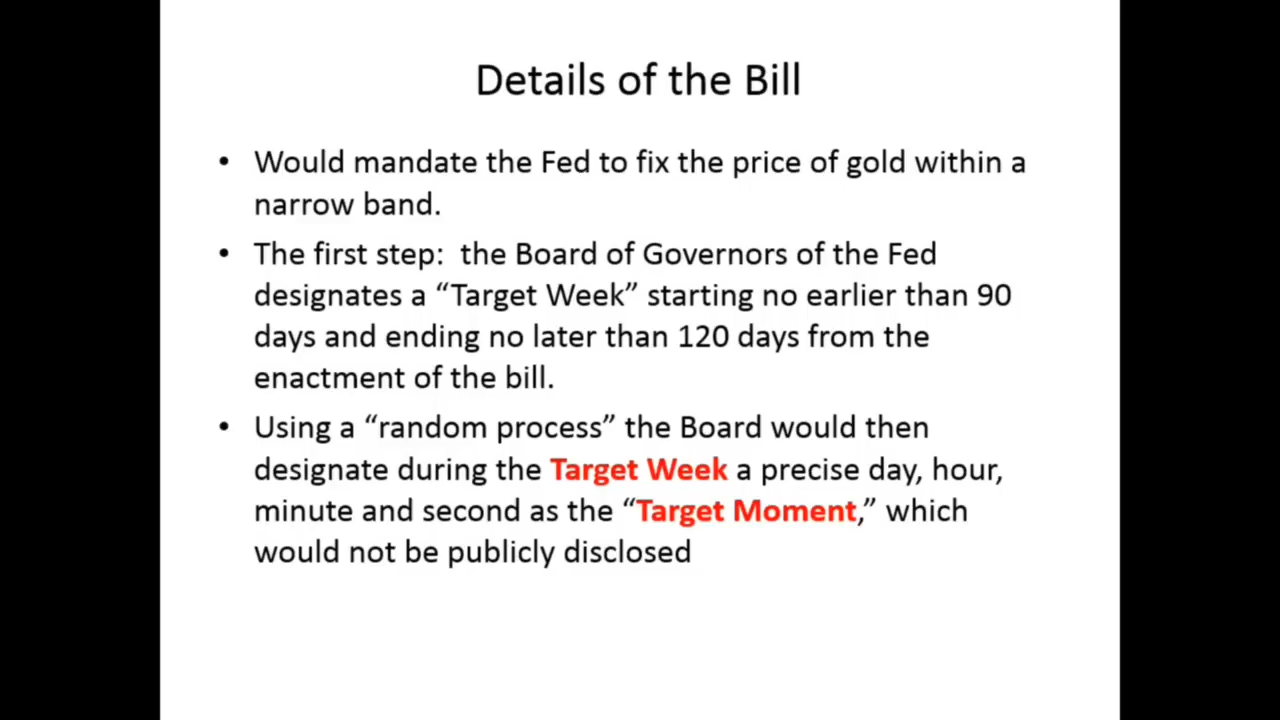 Details of the Bill
• Would mandate the Fed to fix the price of gold within a
narrow band.
• The first step:  the Board of Governors of the Fed
designates a “Target Week” starting no earlier than 90
days and ending no later than 120 days from the
enactment of the bill.
• Using a “random process” the Board would then
designate during the Target Week a precise day, hour,
minute and second as the “Target Moment,” which
would not be publicly disclosed